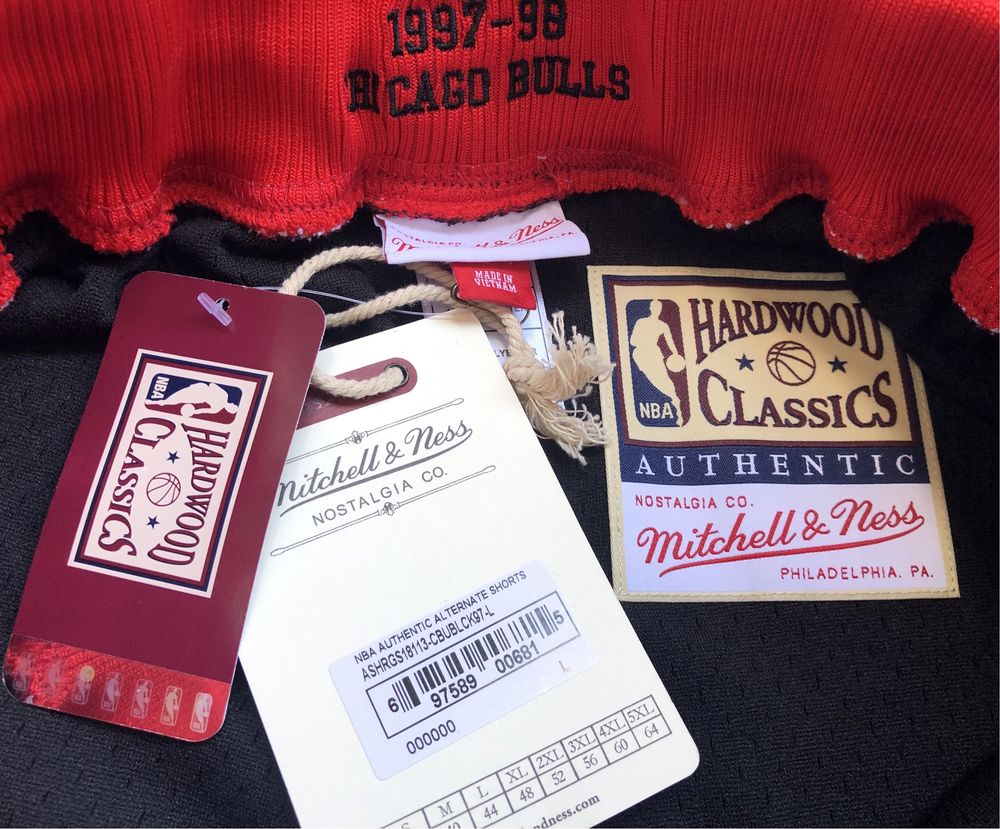 1997-98
CHICAGO BULLS
Mitchell & Ness
MADE IN
VIETNAM
NBA
HARDWOOD
CLASSICS
Mitchell & Ness
NOSTALGIA CO.
NBA AUTHENTIC ALTERNATE SHORTS
ASHRGS18113-CBUBLCK97-L
6 97589 00681 5
L
000000
S M L XL 2XL 3XL 4XL 5XL
40 44 48 52 56 60 64
NBA
HARDWOOD
CLASSICS
AUTHENTIC
NOSTALGIA CO.
Mitchell & Ness
PHILADELPHIA, PA.